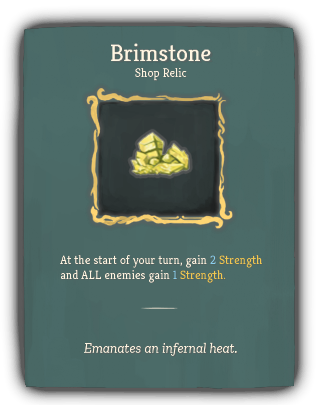 Brimstone
Shop Relic
At the start of your turn, gain 2 Strength
and ALL enemies gain 1 Strength.
Emanates an infernal heat.